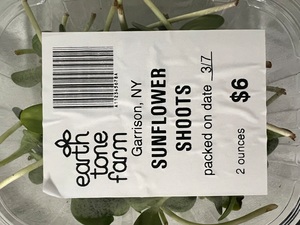 earth
tone
farm
Garrison, NY
SUNFLOWER
SHOOTS
packed on date 3/7
2 ounces $6